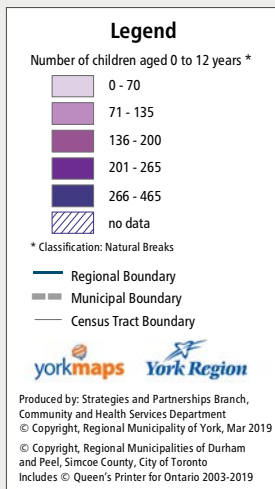 Legend
Number of children aged 0 to 12 years *
0 - 70
71 - 135
136 - 200
201 - 265
266 - 465
no data
* Classification: Natural Breaks
Regional Boundary
Municipal Boundary
Census Tract Boundary
yorkmaps York Region
Produced by: Strategies and Partnerships Branch,
Community and Health Services Department
© Copyright, Regional Municipality of York, Mar 2019
© Copyright, Regional Municipalities of Durham
and Peel, Simcoe County, City of Toronto
Includes © Queen's Printer for Ontario 2003-2019